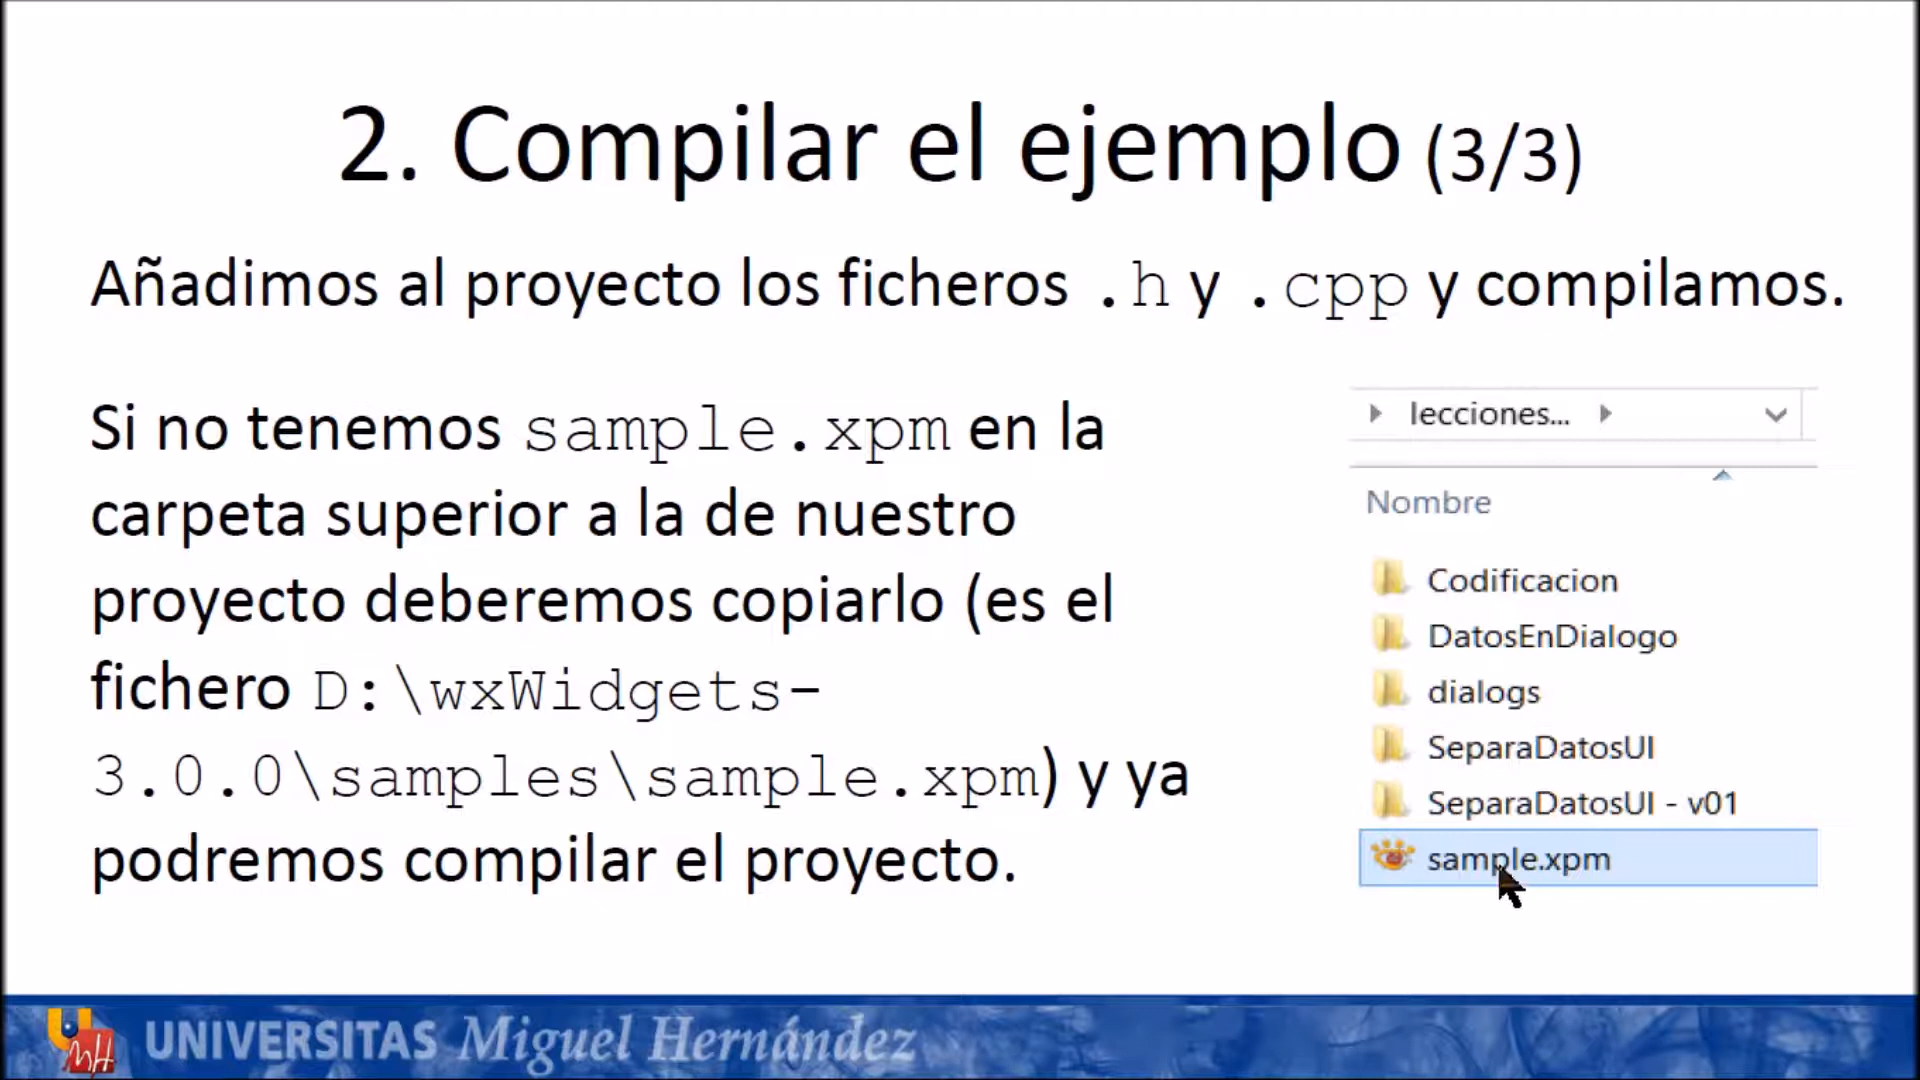 2. Compilar el ejemplo (3/3)
Añadimos al proyecto los ficheros .h y .cpp y compilamos.
Si no tenemos sample.xpm en la
carpeta superior a la de nuestro
proyecto deberemos copiarlo (es el
fichero D:\wxWidgets-
3.0.0\samples\sample.xpm) y ya
podremos compilar el proyecto.
lecciones...
Nombre
Codificacion
DatosEnDialogo
dialogs
SeparaDatosUI
SeparaDatosUI - v01
sample.xpm
UNIVERSITAS Miguel Hernández